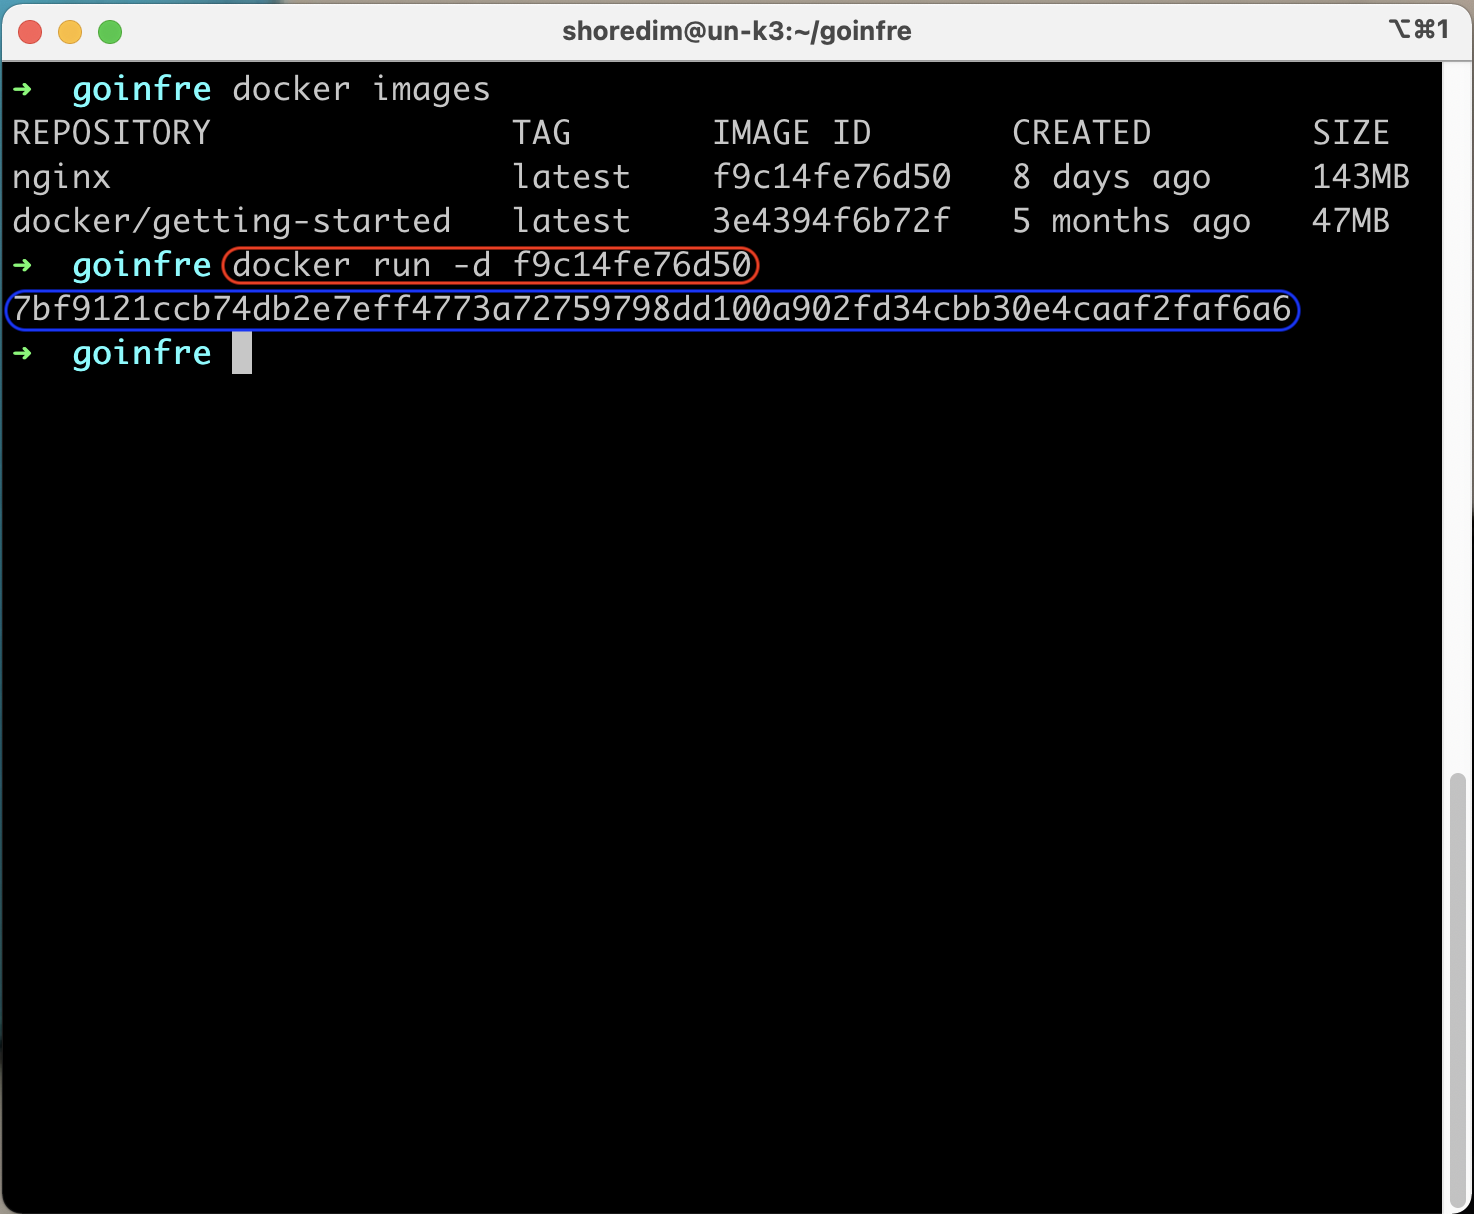 shoredim@un-k3:~/goinfre ⌥⌘1
➜ goinfre docker images
REPOSITORY TAG IMAGE ID CREATED SIZE
nginx latest f9c14fe76d50 8 days ago 143MB
docker/getting-started latest 3e4394f6b72f 5 months ago 47MB
➜ goinfre docker run -d f9c14fe76d50
7bf9121ccb74db2e7eff4773a72759798dd100a902fd34cbb30e4caaf2faf6a6
➜ goinfre